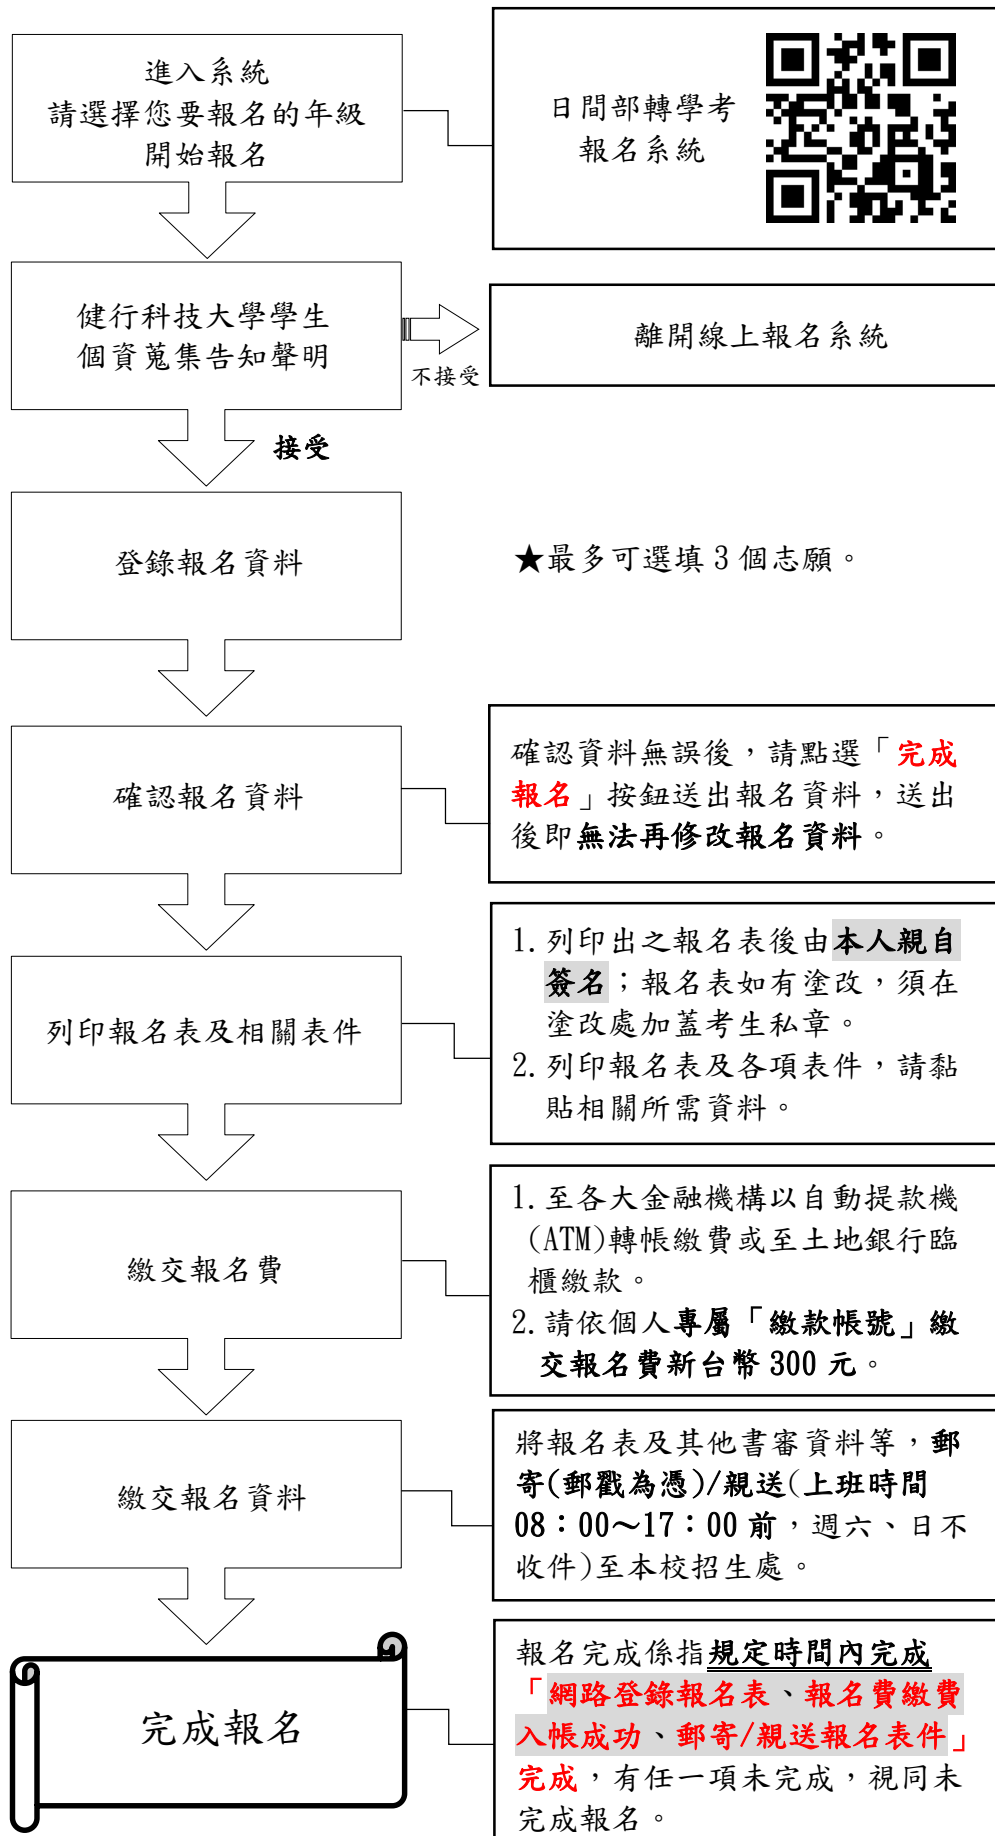 進入系統
請選擇您要報名的年級
開始報名
日間部轉學考
報名系統
健行科技大學學生
個資蒐集告知聲明
不接受
離開線上報名系統
接受
登錄報名資料
★最多可選填 3 個志願。
確認報名資料
確認資料無誤後，請點選「完成
報名」按鈕送出報名資料，送出
後即無法再修改報名資料。
列印報名表及相關表件
1. 列印出之報名表後由本人親自
簽名；報名表如有塗改，須在
塗改處加蓋考生私章。
2. 列印報名表及各項表件，請黏
貼相關所需資料。
繳交報名費
1. 至各大金融機構以自動提款機
(ATM)轉帳繳費或至土地銀行臨
櫃繳款。
2. 請依個人專屬「繳款帳號」繳
交報名費新台幣 300 元。
繳交報名資料
將報名表及其他書審資料等，郵
寄(郵戳為憑)/親送(上班時間
08：00～17：00 前，週六、日不
收件)至本校招生處。
完成報名
報名完成係指規定時間內完成
「網路登錄報名表、報名費繳費
入帳成功、郵寄/親送報名表件」
完成，有任一項未完成，視同未
完成報名。